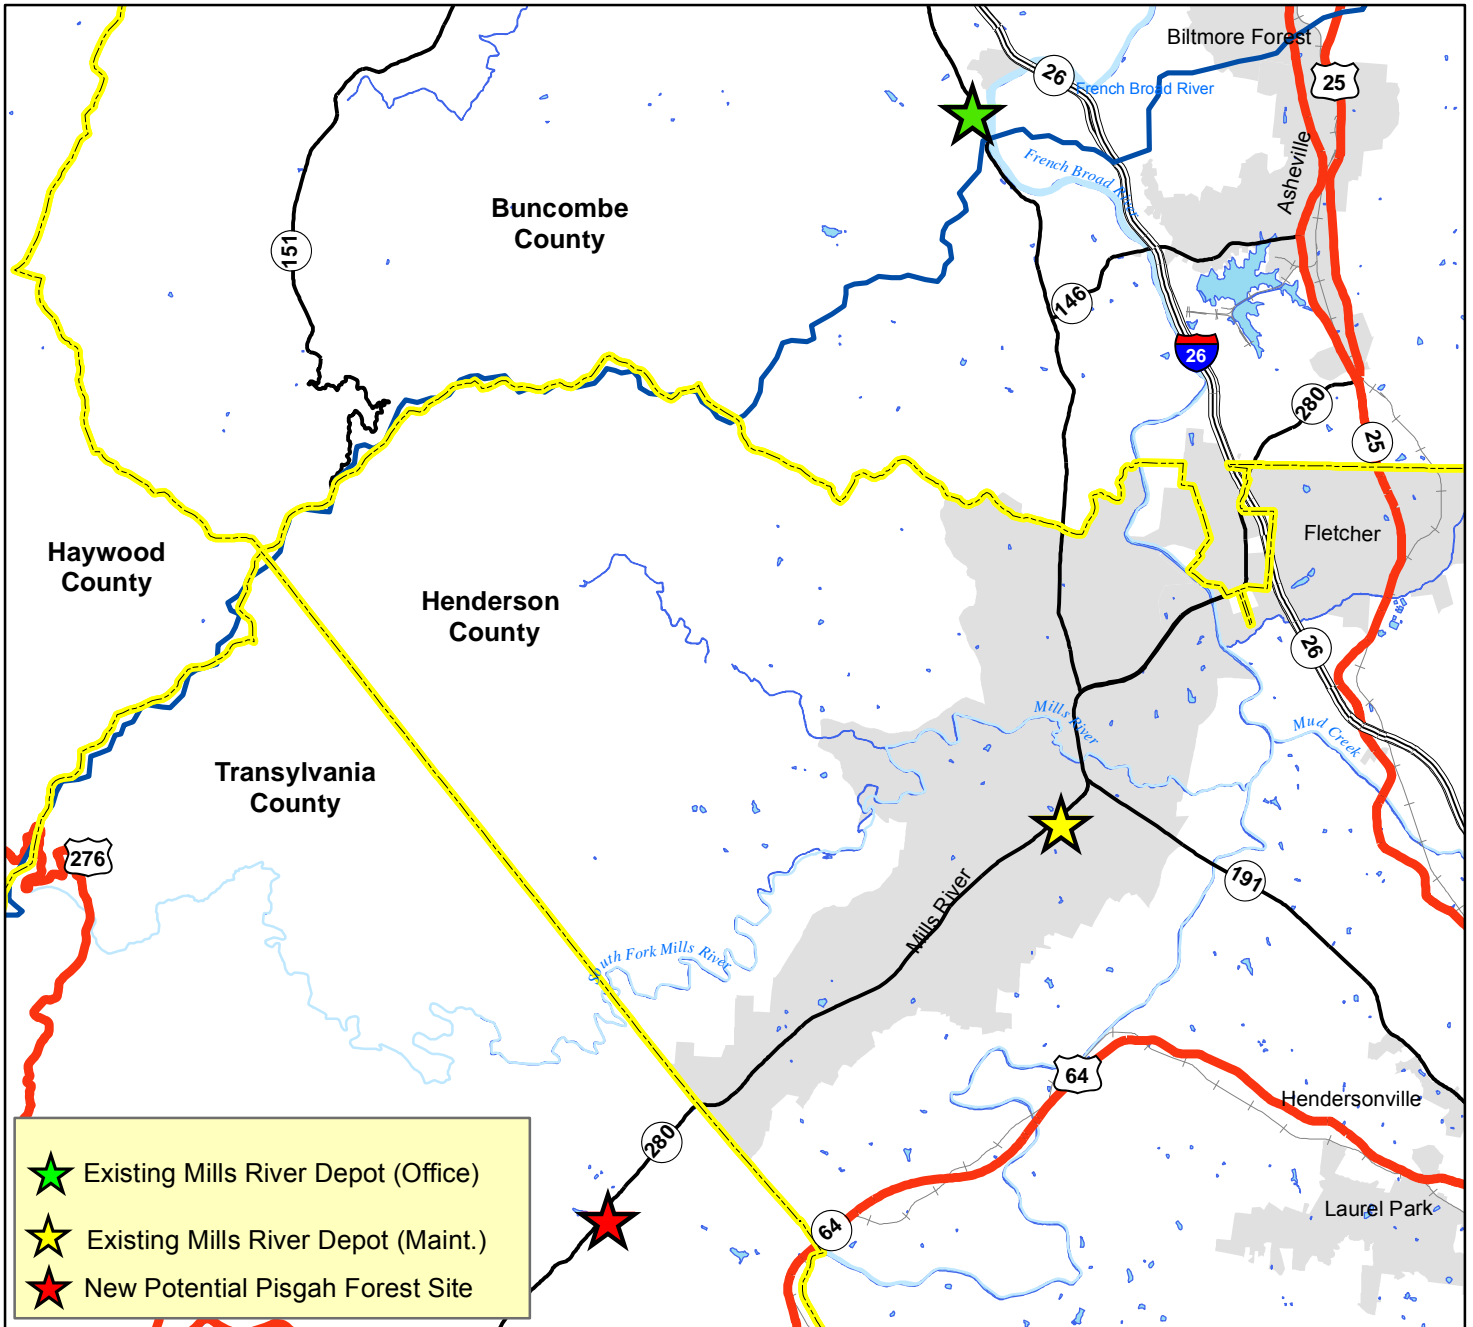 Biltmore Forest
26
25
French Broad River
Asheville
French Broad River
Buncombe
County
151
146
26
280
25
Fletcher
Haywood
County
Henderson
County
26
Mills River
Mud Creek
Transylvania
County
276
191
Mills River
South Fork Mills River
64
Hendersonville
280
Laurel Park
64
Existing Mills River Depot (Office)
Existing Mills River Depot (Maint.)
New Potential Pisgah Forest Site